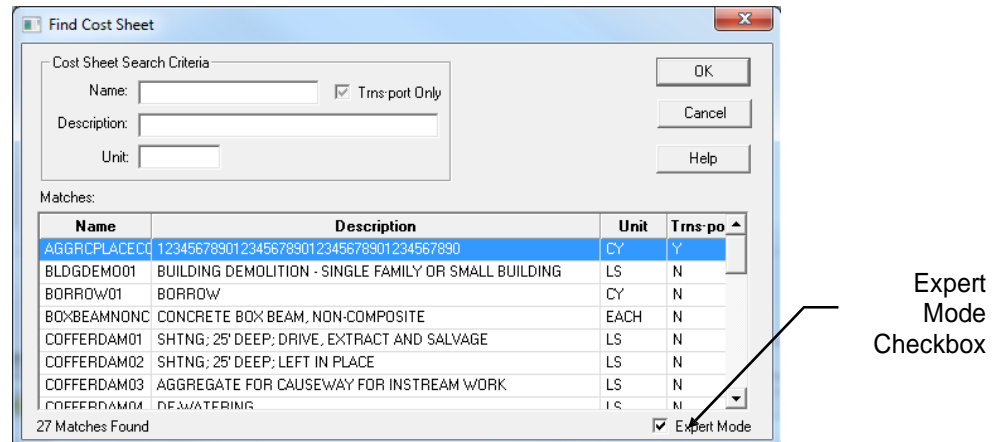 Find Cost Sheet
Cost Sheet Search Criteria
Name:
Trns·port Only
Description:
Unit:
OK
Cancel
Help
Matches:
Name Description Unit Trns·po
AGGRCPLACECO 1234567890123456789012345678901234567890 CY Y
BLDGDEMO01 BUILDING DEMOLITION - SINGLE FAMILY OR SMALL BUILDING LS N
BORROW01 BORROW CY N
BOXBEAMNONC CONCRETE BOX BEAM, NON-COMPOSITE EACH N
COFFERDAM01 SHTNG; 25' DEEP; DRIVE, EXTRACT AND SALVAGE LS N
COFFERDAM02 SHTNG; 25' DEEP; LEFT IN PLACE LS N
COFFERDAM03 AGGREGATE FOR CAUSEWAY FOR INSTREAM WORK LS N
COFFERDAM04 DE-WATERING LS N
27 Matches Found
Expert Mode
Expert
Mode
Checkbox